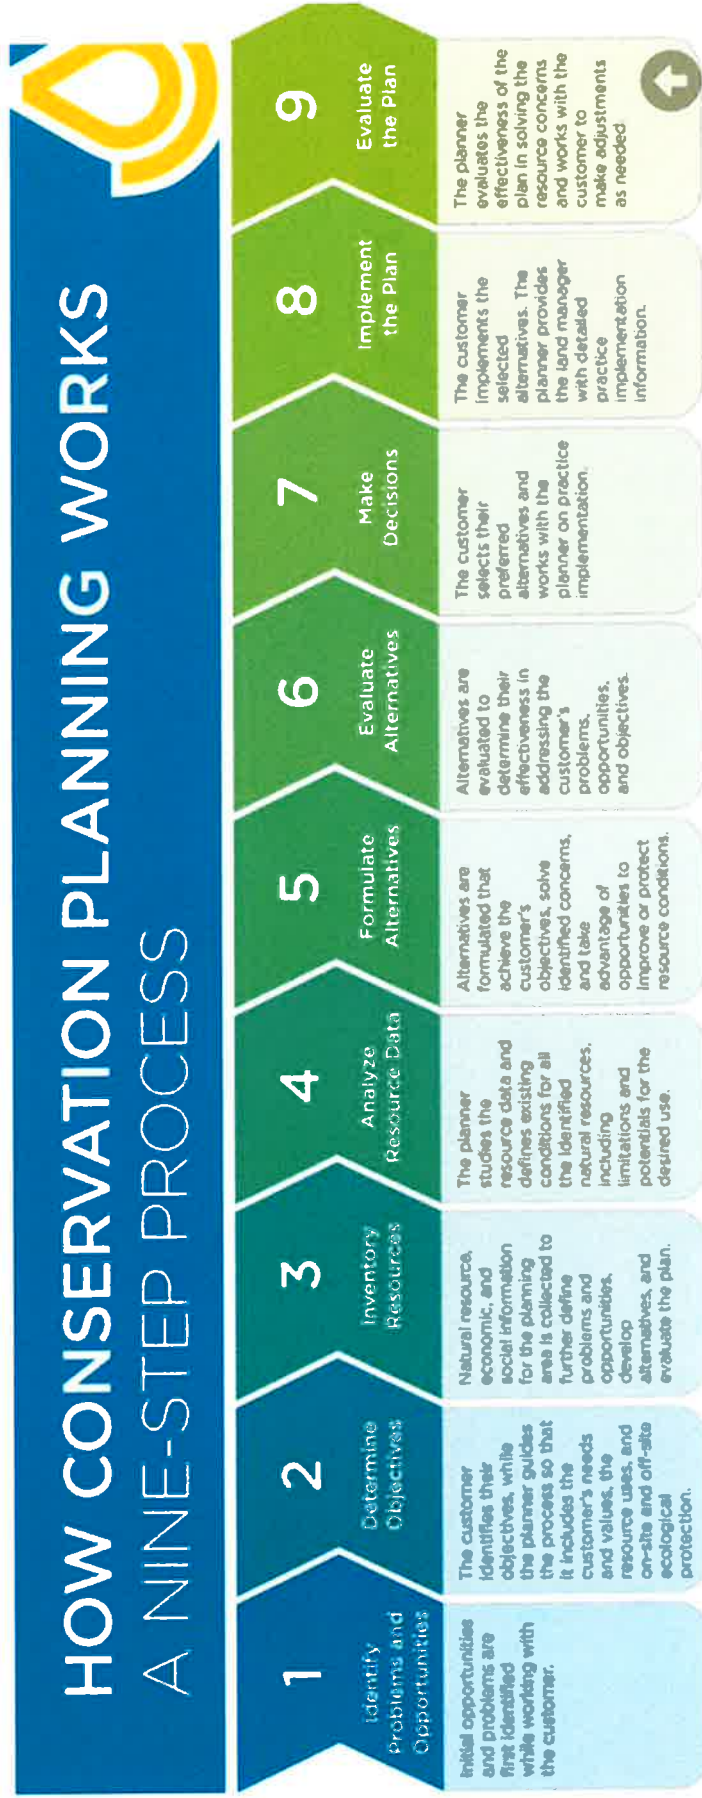 HOW CONSERVATION PLANNING WORKS
A NINE-STEP PROCESS
1
Identify
Problems and
Opportunities
Initial opportunities
and problems are
first identified
while working with
the customer.
2
Determine
Objectives
The customer
identifies their
objectives, while
the planner guides
the process so that
it includes the
customer's needs
and values, the
resource uses, and
on-site and off-site
ecological
protection.
3
Inventory
Resources
Natural resource,
economic, and
social information
for the planning
area is collected to
further define
problems and
opportunities,
develop
alternatives, and
evaluate the plan.
4
Analyze
Resource Data
The planner
studies the
resource data and
defines existing
conditions for all
the identified
natural resources,
including
limitations and
potentials for the
desired use.
5
Formulate
Alternatives
Alternatives are
formulated that
achieve the
customer's
objectives, solve
identified concerns,
and take
advantage of
opportunities to
improve or protect
resource conditions.
6
Evaluate
Alternatives
Alternatives are
evaluated to
determine their
effectiveness in
addressing the
customer's
problems,
opportunities,
and objectives.
7
Make
Decisions
The customer
selects their
preferred
alternatives and
works with the
planner on practice
implementation.
8
Implement
the Plan
The customer
implements the
selected
alternatives. The
planner provides
the land manager
with detailed
practice
implementation
information.
9
Evaluate
the Plan
The planner
evaluates the
effectiveness of the
plan in solving the
resource concerns
and works with the
customer to
make adjustments
as needed.